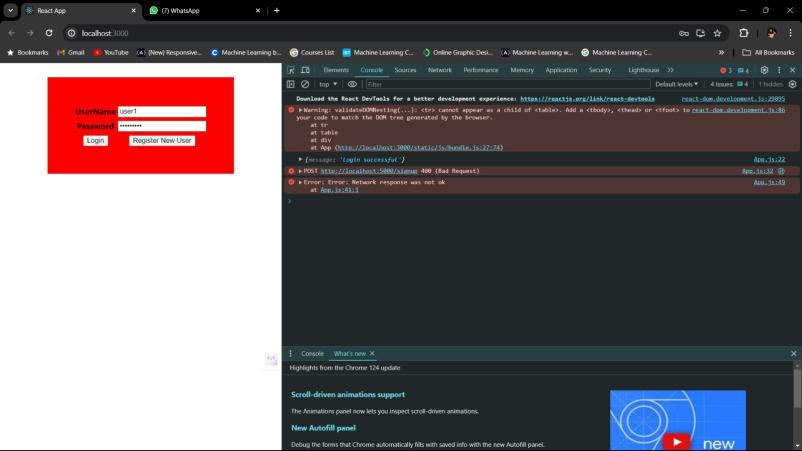 React App
(7) WhatsApp
localhost:3000
Bookmarks
Gmail
YouTube
(New) Responsive...
Machine Learning b...
Courses List
Machine Learning C...
Online Graphic Desi...
Machine Learning w...
Machine Learning C...
All Bookmarks
UserName user1
Password •••••••••
Login
Register New User
Elements
Console
Sources
Network
Performance
Memory
Application
Security
Lighthouse
3
4
top
Filter
Default levels
4 Issues: 4
1 hidden
Download the React DevTools for a better development experience: https://reactjs.org/link/react-devtools
react-dom.development.js:29895
Warning: validateDOMNesting(...): <tr> cannot appear as a child of <table>. Add a <tbody>, <thead> or <tfoot> to react-dom.development.js:86
your code to match the DOM tree generated by the browser.
at tr
at table
at div
at App (http://localhost:3000/static/js/bundle.js:27:74)
{message: 'Login successful'}
App.js:22
POST http://localhost:5000/signup 400 (Bad Request)
App.js:32
Error: Error: Network response was not ok
App.js:49
at App.js:41:1
Console
What's new
Highlights from the Chrome 124 update
Scroll-driven animations support
The Animations panel now lets you inspect scroll-driven animations.
New Autofill panel
Debug the forms that Chrome automatically fills with saved info with the new Autofill panel.
new